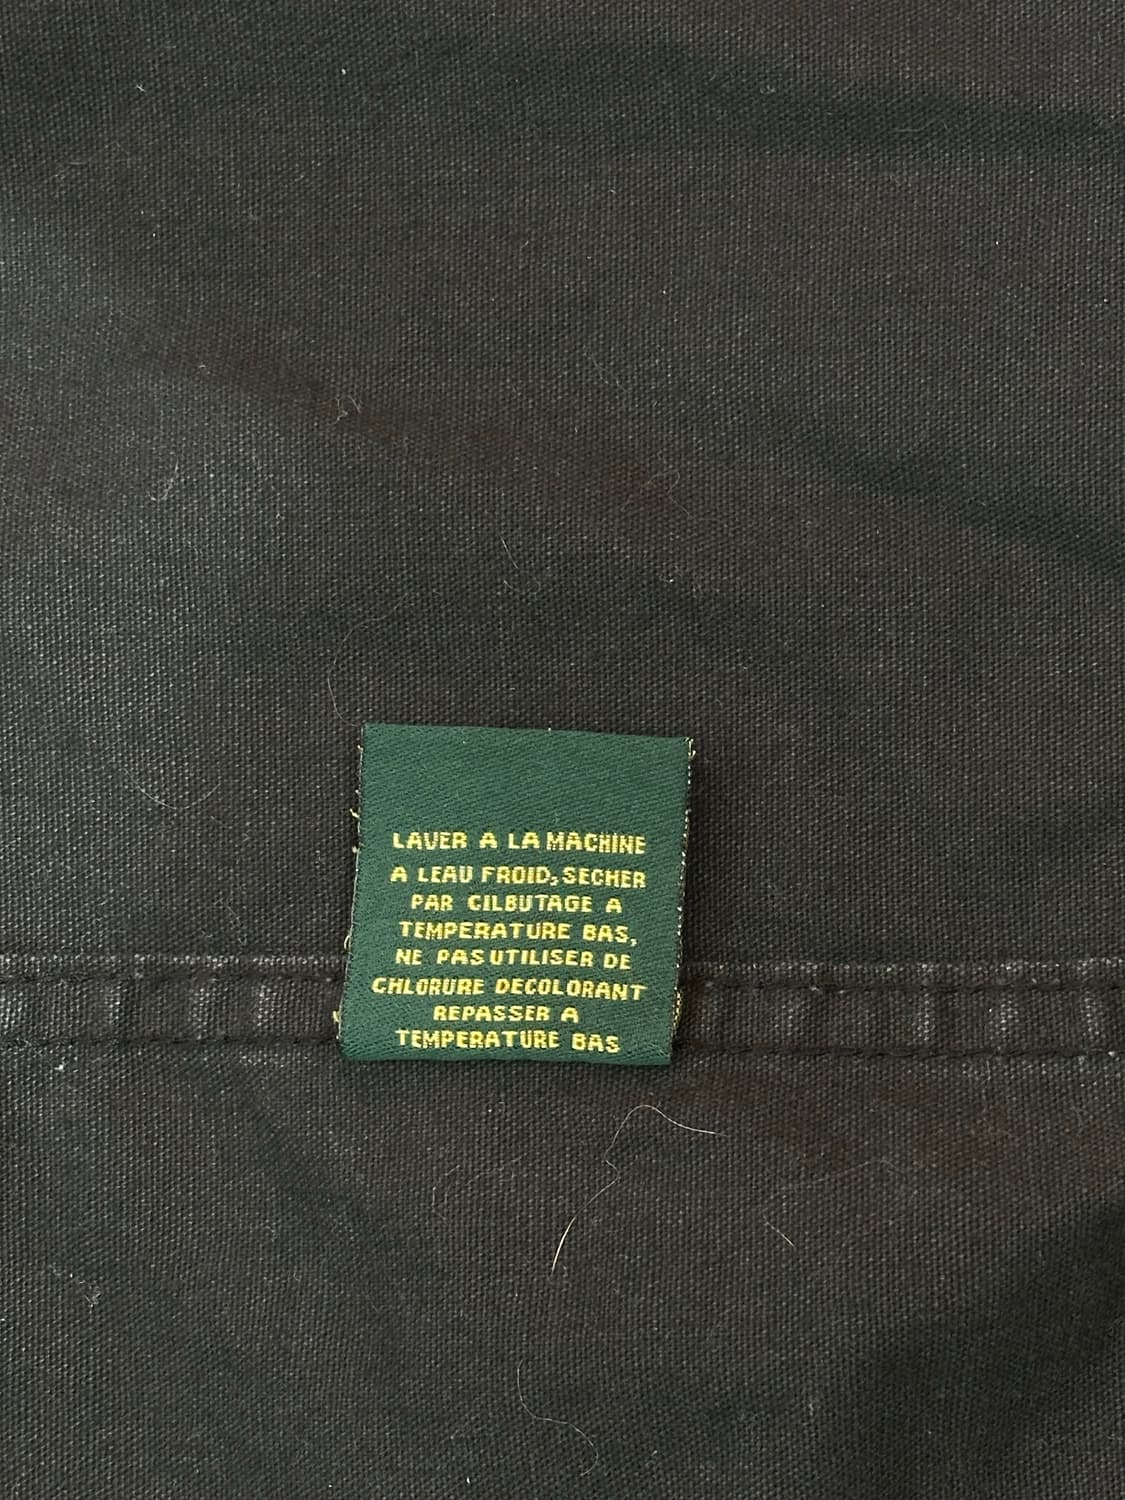 LAVER A LA MACHINE
A LEAU FROID, SECHER
PAR CILBUTAGE A
TEMPERATURE BAS,
NE PAS UTILISER DE
CHLORURE DECOLORANT
REPASSER A
TEMPERATURE BAS